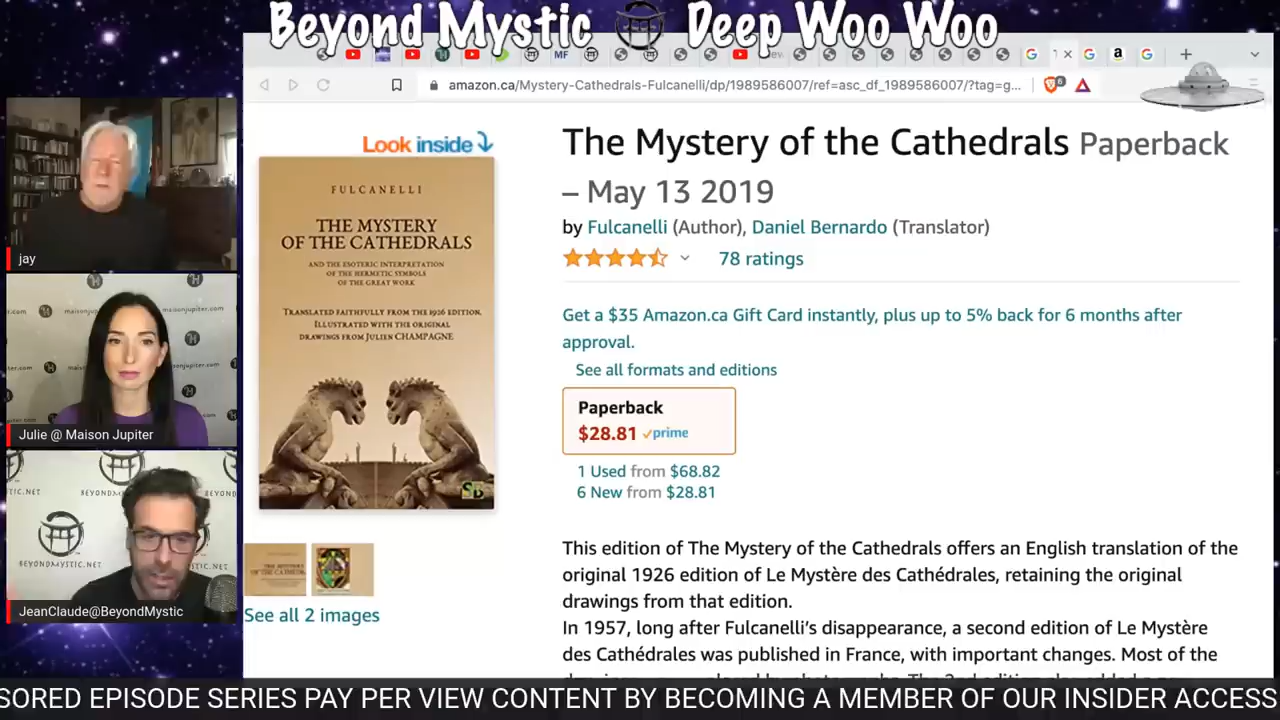 Beyond Mystic Deep Woo Woo
MF
amazon.ca/Mystery-Cathedrals-Fulcanelli/dp/1989586007/ref=asc_df_1989586007/?tag=g...
6
Look inside
FULCANELLI
THE MYSTERY
OF THE CATHEDRALS
AND THE ESOTERIC INTERPRETATION
OF THE HERMETIC SYMBOLS
OF THE GREAT WORK
TRANSLATED FAITHFULLY FROM THE 1926 EDITION,
ILLUSTRATED WITH THE ORIGINAL
DRAWINGS FROM JULIEN CHAMPAGNE
See all 2 images
The Mystery of the Cathedrals Paperback
– May 13 2019
by Fulcanelli (Author), Daniel Bernardo (Translator)
78 ratings
Get a $35 Amazon.ca Gift Card instantly, plus up to 5% back for 6 months after
approval.
See all formats and editions
Paperback
$28.81 prime
1 Used from $68.82
6 New from $28.81
This edition of The Mystery of the Cathedrals offers an English translation of the
original 1926 edition of Le Mystère des Cathédrales, retaining the original
drawings from that edition.
In 1957, long after Fulcanelli's disappearance, a second edition of Le Mystère
des Cathédrales was published in France, with important changes. Most of the
jay
maisonjupiter.com
Julie @ Maison Jupiter
BEYONDMYSTIC.NET
JeanClaude@BeyondMystic
SORED EPISODE SERIES PAY PER VIEW CONTENT BY BECOMING A MEMBER OF OUR INSIDER ACCESS